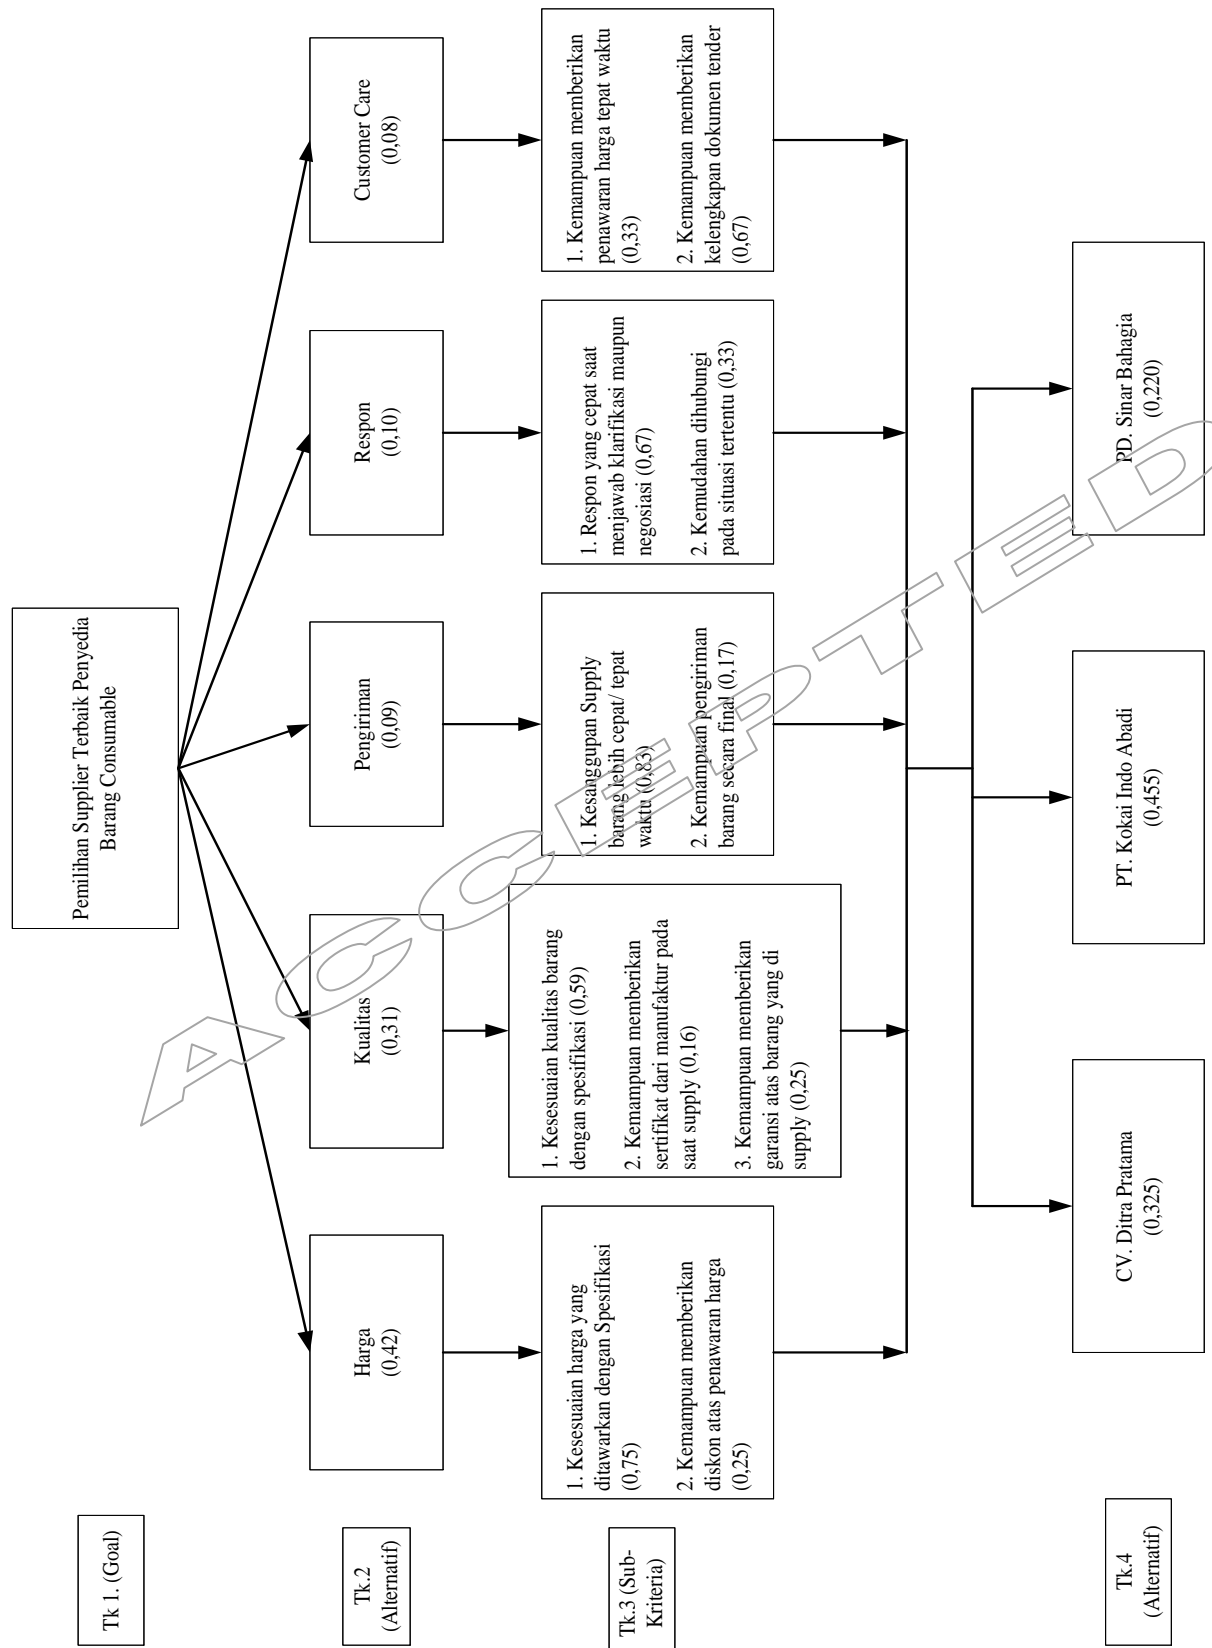 Tk 1. (Goal)
Pemilihan Supplier Terbaik Penyedia
Barang Consumable
Tk.2
(Alternatif)
Harga
(0,42)
Kualitas
(0,31)
Pengiriman
(0,09)
Respon
(0,10)
Customer Care
(0,08)
Tk.3 (Sub-
Kriteria)
1. Kesesuaian harga yang
ditawarkan dengan Spesifikasi
(0,75)
2. Kemampuan memberikan
diskon atas penawaran harga
(0,25)
1. Kesesuaian kualitas barang
dengan spesifikasi (0,59)
2. Kemampuan memberikan
sertifikat dari manufaktur pada
saat supply (0,16)
3. Kemampuan memberikan
garansi atas barang yang di
supply (0,25)
1. Kesanggupan Supply
barang lebih cepat/ tepat
waktu (0,83)
2. Kemampuan pengiriman
barang secara final (0,17)
1. Respon yang cepat saat
menjawab klarifikasi maupun
negosiasi (0,67)
2. Kemudahan dihubungi
pada situasi tertentu (0,33)
1. Kemampuan memberikan
penawaran harga tepat waktu
(0,33)
2. Kemampuan memberikan
kelengkapan dokumen tender
(0,67)
Tk.4
(Alternatif)
CV. Ditra Pratama
(0,325)
PT. Kokai Indo Abadi
(0,455)
PD. Sinar Bahagia
(0,220)
ACCEPTED